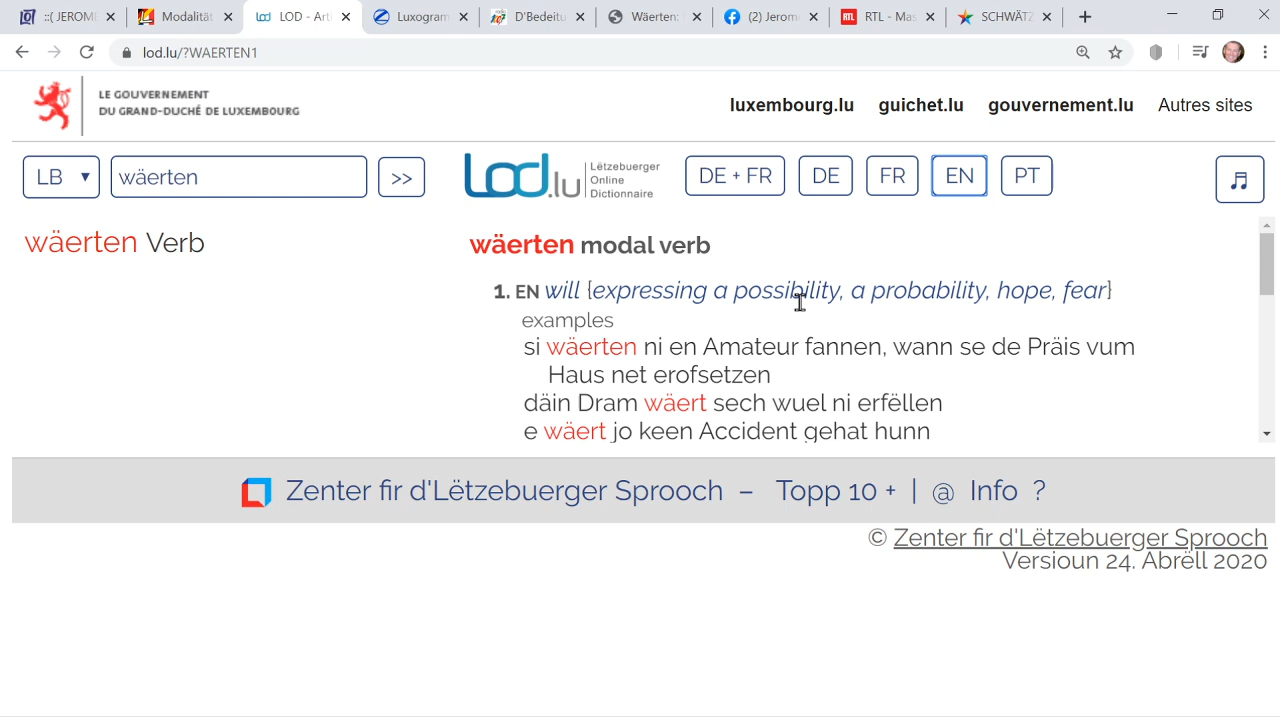 ::( JEROMI
Modalität
LOD - Arti
Luxogram
D'Bedeitu
Wäerten:
(2) Jerome
RTL - Mas
SCHWÄTZ
lod.lu/?WAERTEN1
LE GOUVERNEMENT
DU GRAND-DUCHÉ DE LUXEMBOURG
luxembourg.lu guichet.lu gouvernement.lu Autres sites
LB ▾ wäerten >> Lod.lu Lëtzebuerger Online Dictionnaire DE + FR DE FR EN PT
wäerten Verb
wäerten modal verb
1. EN will {expressing a possibility, a probability, hope, fear}
examples
si wäerten ni en Amateur fannen, wann se de Präis vum
Haus net erofsetzen
däin Dram wäert sech wuel ni erfëllen
e wäert jo keen Accident gehat hunn
Zenter fir d'Lëtzebuerger Sprooch – Topp 10 + | @ Info ?
© Zenter fir d'Lëtzebuerger Sprooch
Versioun 24. Abrëll 2020